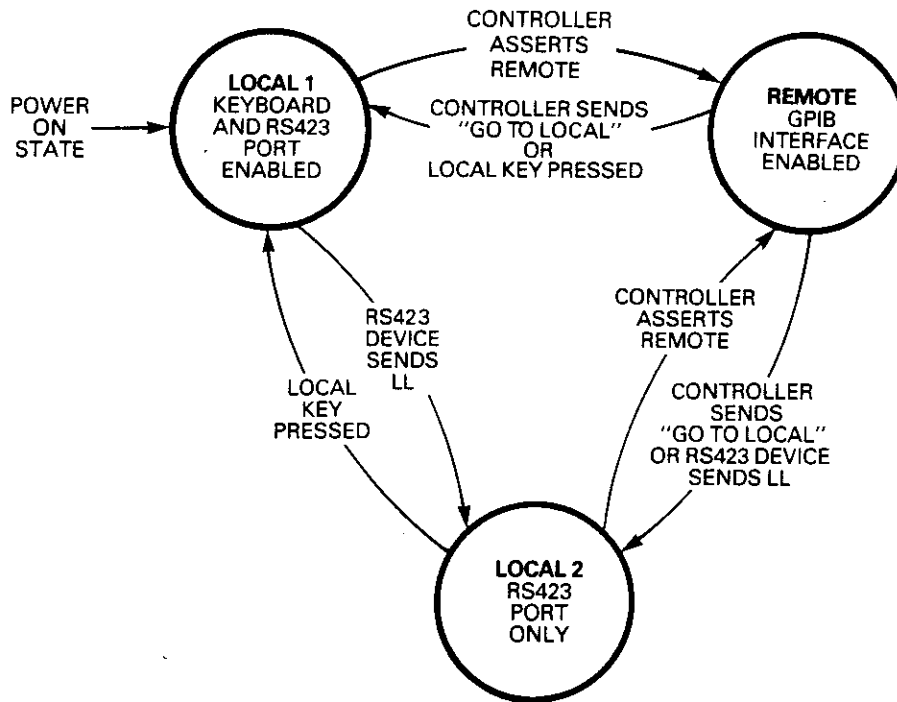 POWER
ON
STATE
LOCAL 1
KEYBOARD
AND RS423
PORT
ENABLED
CONTROLLER
ASSERTS
REMOTE
CONTROLLER SENDS
"GO TO LOCAL"
OR
LOCAL KEY PRESSED
REMOTE
GPIB
INTERFACE
ENABLED
RS423
DEVICE
SENDS
LL
LOCAL
KEY
PRESSED
CONTROLLER
ASSERTS
REMOTE
CONTROLLER
SENDS
"GO TO LOCAL"
OR RS423 DEVICE
SENDS LL
LOCAL 2
RS423
PORT
ONLY